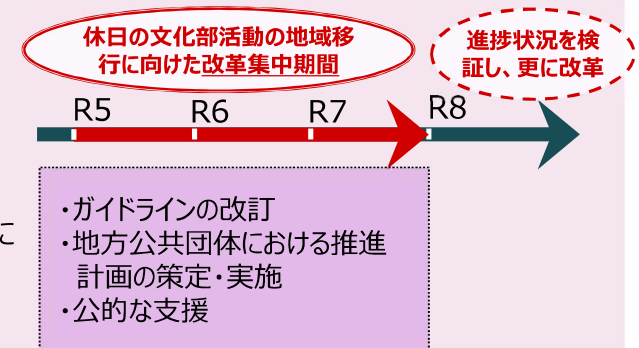 休日の文化部活動の地域移
行に向けた改革集中期間
進捗状況を検
証し、更に改革
R5
R6
R7
R8
・ガイドラインの改訂
・地方公共団体における推進
計画の策定・実施
・公的な支援
に